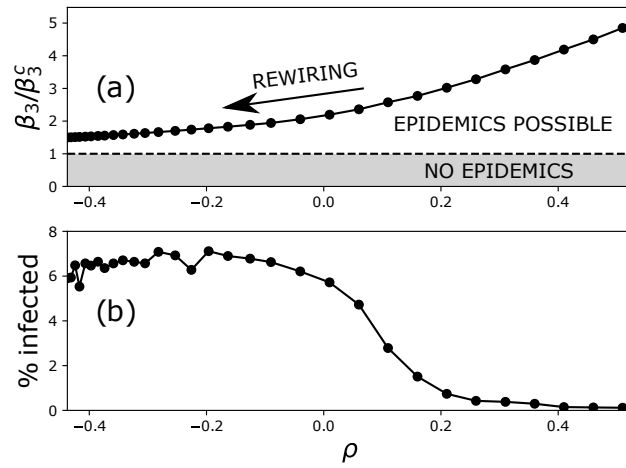 5
4
3
2
1
0
β₃/β₃ᶜ
(a)
REWIRING
EPIDEMICS POSSIBLE
NO EPIDEMICS
−0.4 −0.2 0.0 0.2 0.4
8
6
4
2
0
% infected
(b)
−0.4 −0.2 0.0 0.2 0.4
ρ